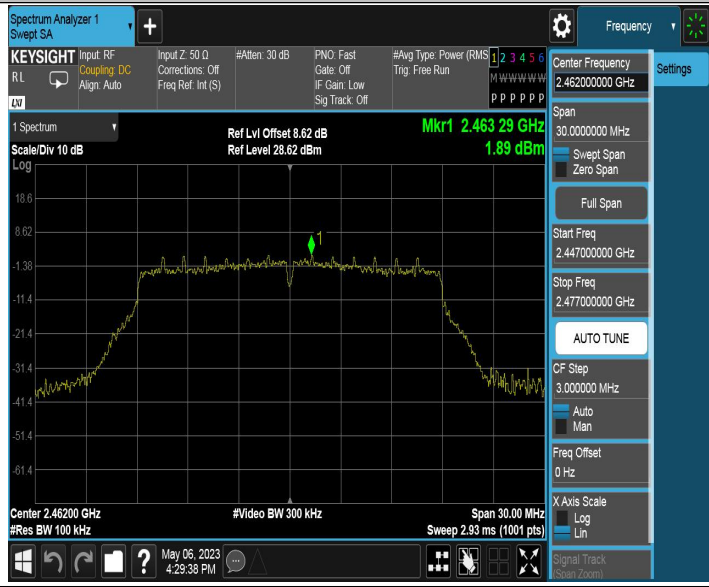 Spectrum Analyzer 1
Swept SA
Frequency
KEYSIGHT
RL
LXI
Input: RF
Coupling: DC
Align: Auto
Input Z: 50 Ω
Corrections: Off
Freq Ref: Int (S)
#Atten: 30 dB
PNO: Fast
Gate: Off
IF Gain: Low
Sig Track: Off
#Avg Type: Power (RMS
Trig: Free Run
1 2 3 4 5 6
M W W W W W
P P P P P P
1 Spectrum
Scale/Div 10 dB
Log
Ref Lvl Offset 8.62 dB
Ref Level 28.62 dBm
Mkr1 2.463 29 GHz
1.89 dBm
18.6
8.62
-1.38
-11.4
-21.4
-31.4
-41.4
-51.4
-61.4
1
Center 2.46200 GHz
#Res BW 100 kHz
#Video BW 300 kHz
Span 30.00 MHz
Sweep 2.93 ms (1001 pts)
Center Frequency
2.462000000 GHz
Settings
Span
30.0000000 MHz
Swept Span
Zero Span
Full Span
Start Freq
2.447000000 GHz
Stop Freq
2.477000000 GHz
AUTO TUNE
CF Step
3.000000 MHz
Auto
Man
Freq Offset
0 Hz
X Axis Scale
Log
Lin
Signal Track
(Span Zoom)
?
May 06, 2023
4:29:38 PM